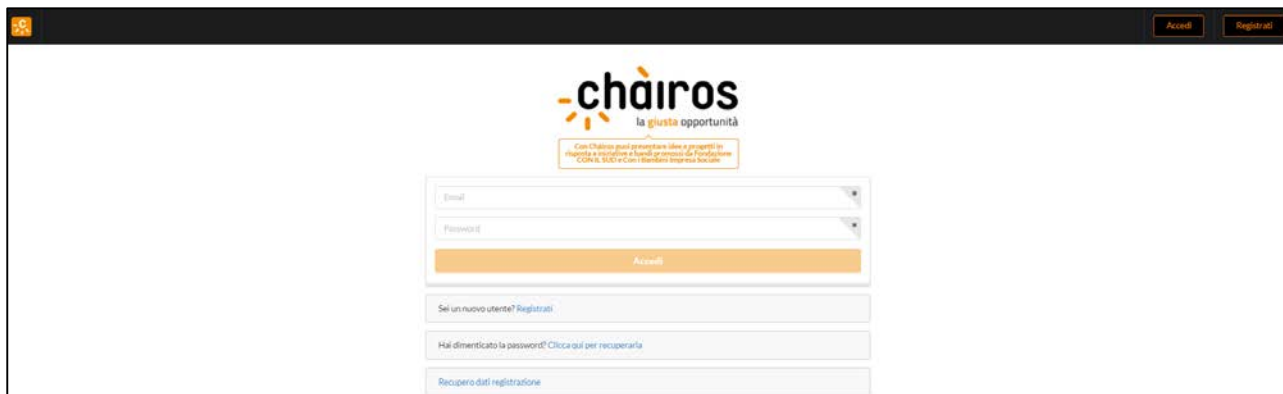 C
Accedi
Registrati
chàiros
la giusta opportunità
Con Chàiros puoi presentare idee e progetti in
risposta a iniziative e bandi promossi da Fondazione
CON IL SUD e Con i Bambini Impresa Sociale
Email
Password
Accedi
Sei un nuovo utente? Registrati
Hai dimenticato la password? Clicca qui per recuperarla
Recupero dati registrazione